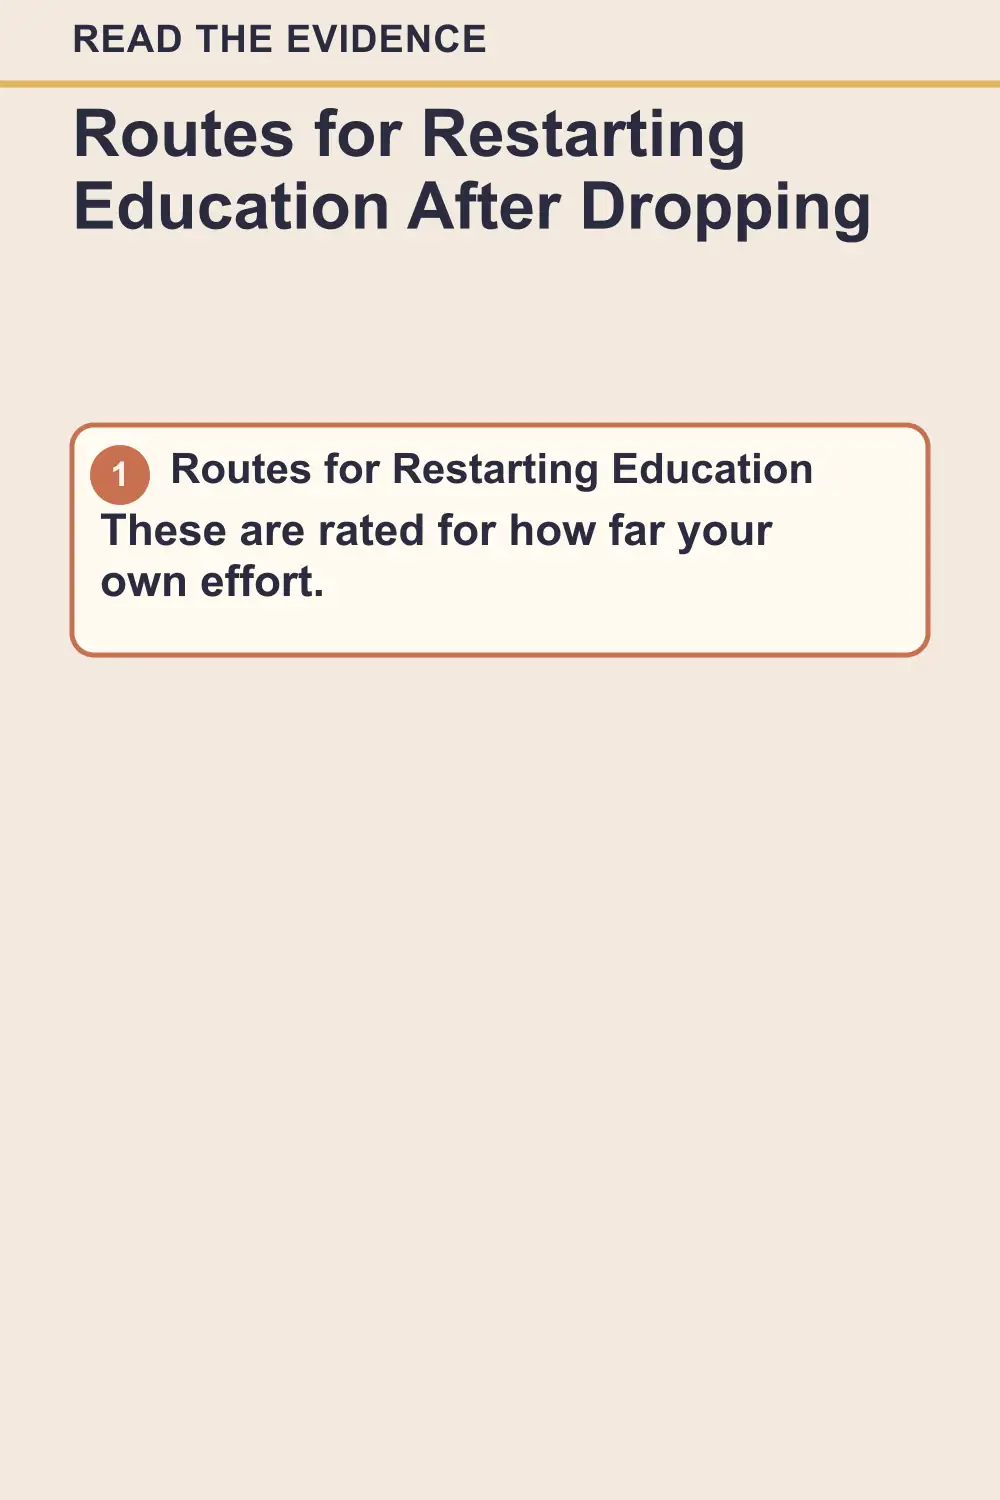 READ THE EVIDENCE
Routes for Restarting
Education After Dropping
1 Routes for Restarting Education
These are rated for how far your
own effort.